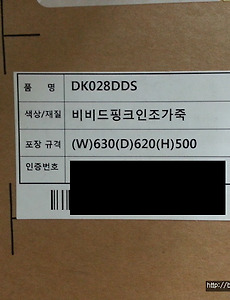 품 명 DK028DDS
색상/재질 비비드핑크인조가죽
포장 규격 (W)630(D)620(H)500
인증번호